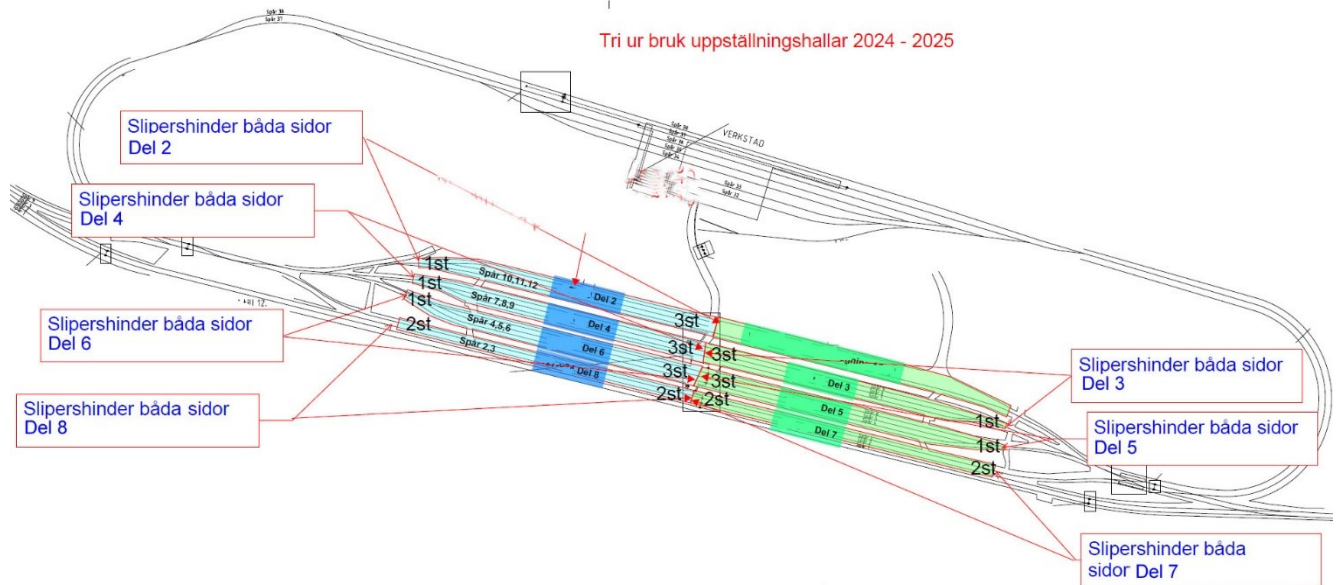 Spår 36
Spår 37
Tri ur bruk uppställningshallar 2024 - 2025
VERKSTAD
Slipershinder båda sidor
Del 2
Slipershinder båda sidor
Del 4
Slipershinder båda sidor
Del 6
Slipershinder båda sidor
Del 8
1st
Spår 10,11,12
Del 2
3st
1st
Spår 7,8,9
Del 4
3st
3st
1st
Spår 4,5,6
Del 6
3st
3st
2st
Spår 2,3
Del 8
2st
2st
Del 3
1st
Del 5
1st
Del 7
2st
Slipershinder båda sidor
Del 3
Slipershinder båda sidor
Del 5
Slipershinder båda
sidor Del 7